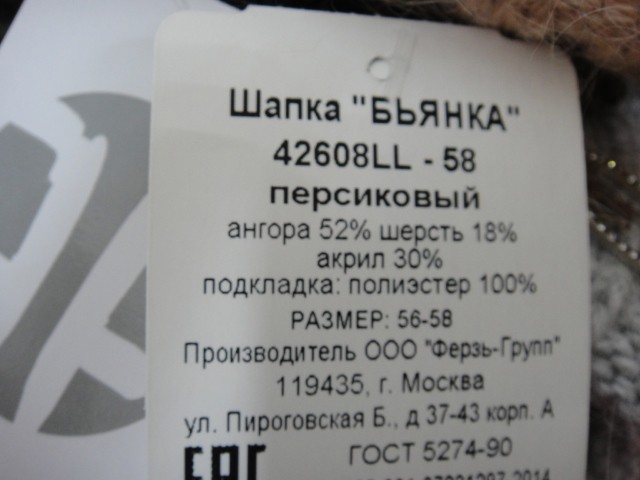 Шапка "БЬЯНКА"
42608LL - 58
персиковый
ангора 52% шерсть 18%
акрил 30%
подкладка: полиэстер 100%
РАЗМЕР: 56-58
Производитель ООО "Ферзь-Групп"
119435, г. Москва
ул. Пироговская Б., д 37-43 корп. А
ГОСТ 5274-90